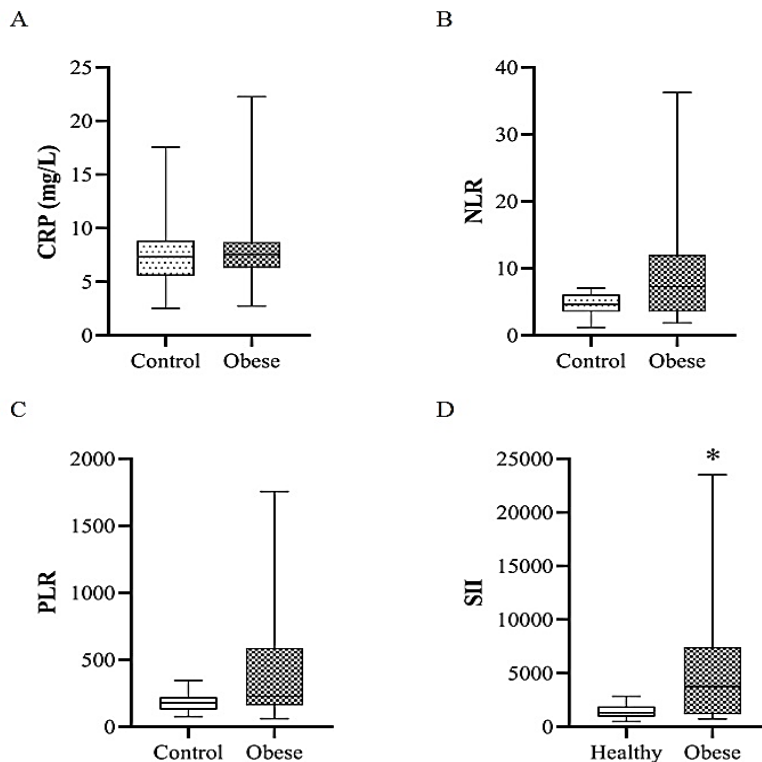 A
CRP (mg/L)
25
20
15
10
5
0
Control Obese
B
NLR
40
30
20
10
0
Control Obese
C
PLR
2000
1500
1000
500
0
Control Obese
D
SII
25000
20000
15000
10000
5000
0
*
Healthy Obese